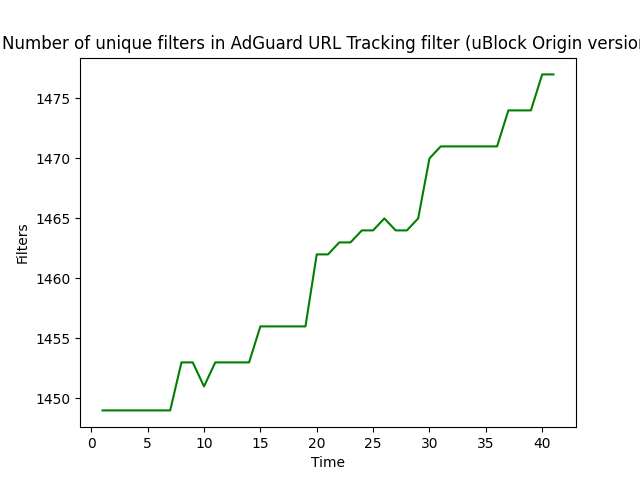 Number of unique filters in AdGuard URL Tracking filter (uBlock Origin version
1475
1470
1465
1460
1455
1450
Filters
0 5 10 15 20 25 30 35 40
Time